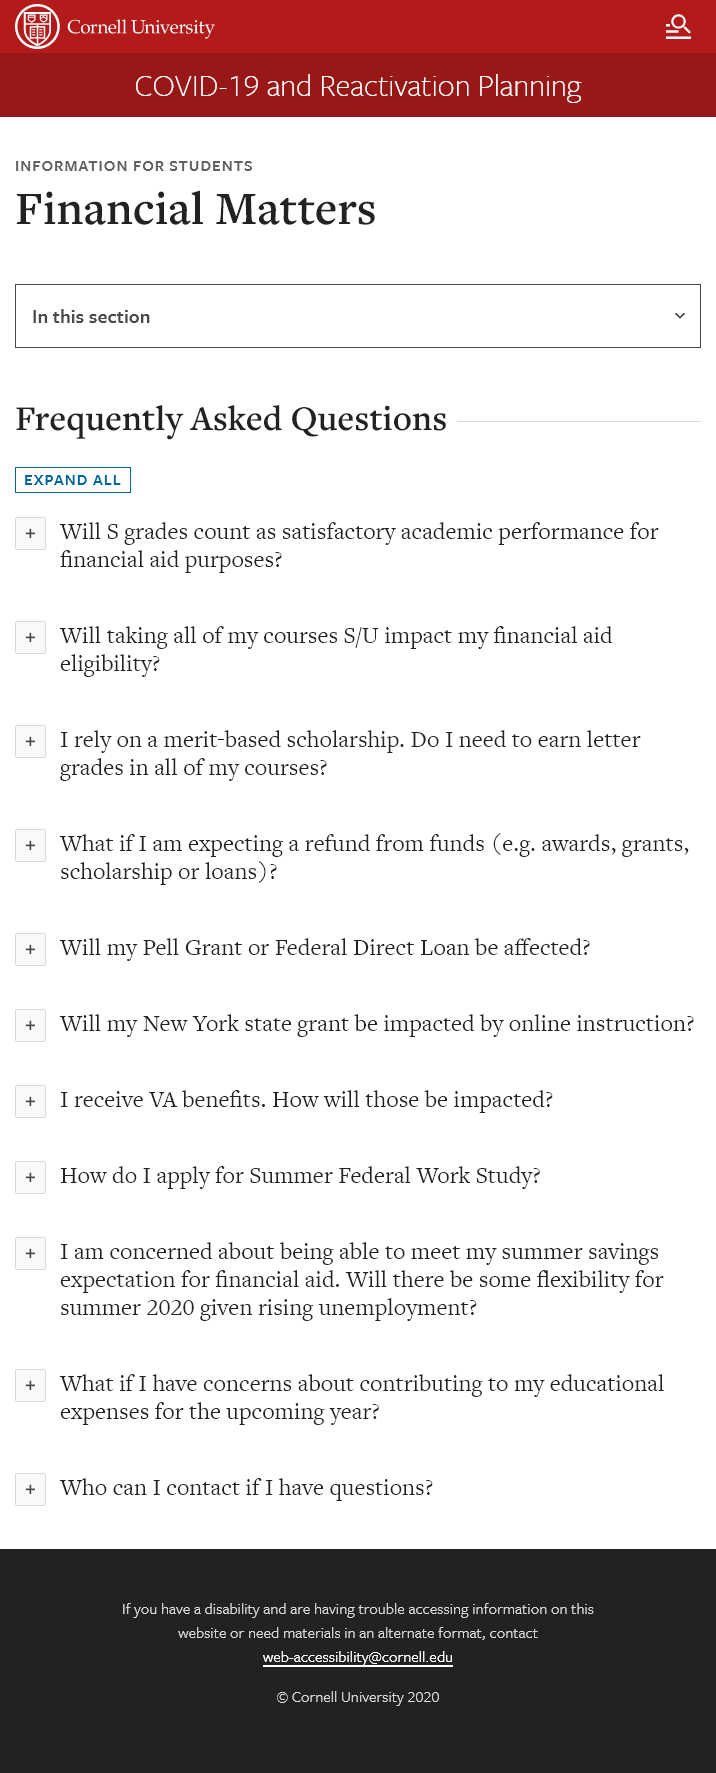 Cornell University
COVID-19 and Reactivation Planning
INFORMATION FOR STUDENTS
Financial Matters
In this section
Frequently Asked Questions
EXPAND ALL
+ Will S grades count as satisfactory academic performance for
financial aid purposes?
+ Will taking all of my courses S/U impact my financial aid
eligibility?
+ I rely on a merit-based scholarship. Do I need to earn letter
grades in all of my courses?
+ What if I am expecting a refund from funds (e.g. awards, grants,
scholarship or loans)?
+ Will my Pell Grant or Federal Direct Loan be affected?
+ Will my New York state grant be impacted by online instruction?
+ I receive VA benefits. How will those be impacted?
+ How do I apply for Summer Federal Work Study?
+ I am concerned about being able to meet my summer savings
expectation for financial aid. Will there be some flexibility for
summer 2020 given rising unemployment?
+ What if I have concerns about contributing to my educational
expenses for the upcoming year?
+ Who can I contact if I have questions?
If you have a disability and are having trouble accessing information on this
website or need materials in an alternate format, contact
web-accessibility@cornell.edu
© Cornell University 2020